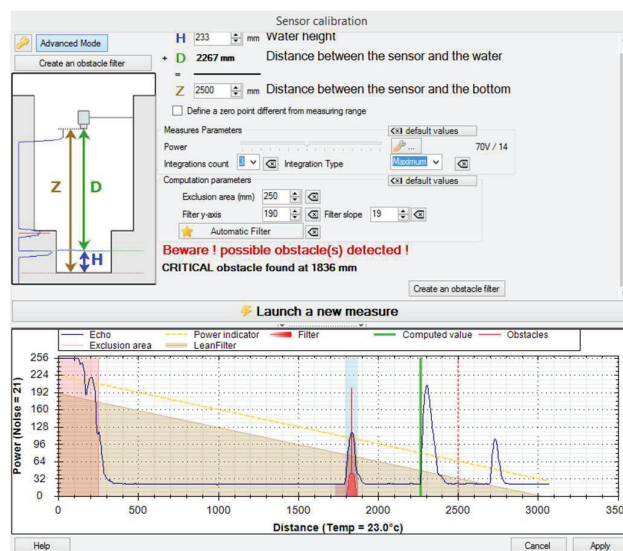 Sensor calibration
Advanced Mode
Create an obstacle filter
H 233 mm Water height
+ D 2267 mm Distance between the sensor and the water
=
Z 2500 mm Distance between the sensor and the bottom
Define a zero point different from measuring range
Measures Parameters default values
Power ... 70V / 14
Integrations count 3 Integration Type Maximum
Computation parameters default values
Exclusion area (mm) 250
Filter y-axis 190 Filter slope 19
Automatic Filter
Beware ! possible obstacle(s) detected !
CRITICAL obstacle found at 1836 mm
Create an obstacle filter
Z D
H
Launch a new measure
Echo Power indicator Filter Computed value Obstacles
Exclusion area LeanFilter
Power (Noise = 21)
256
224
192
160
128
96
64
32
0
0 500 1000 1500 2000 2500 3000 350
Distance (Temp = 23.0°c)
Help Cancel Apply